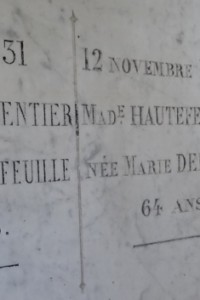 31
ENTIER
FEUILLE
12 NOVEMBRE
MADE HAUTEFE
NÉE MARIE DE
64 ANS